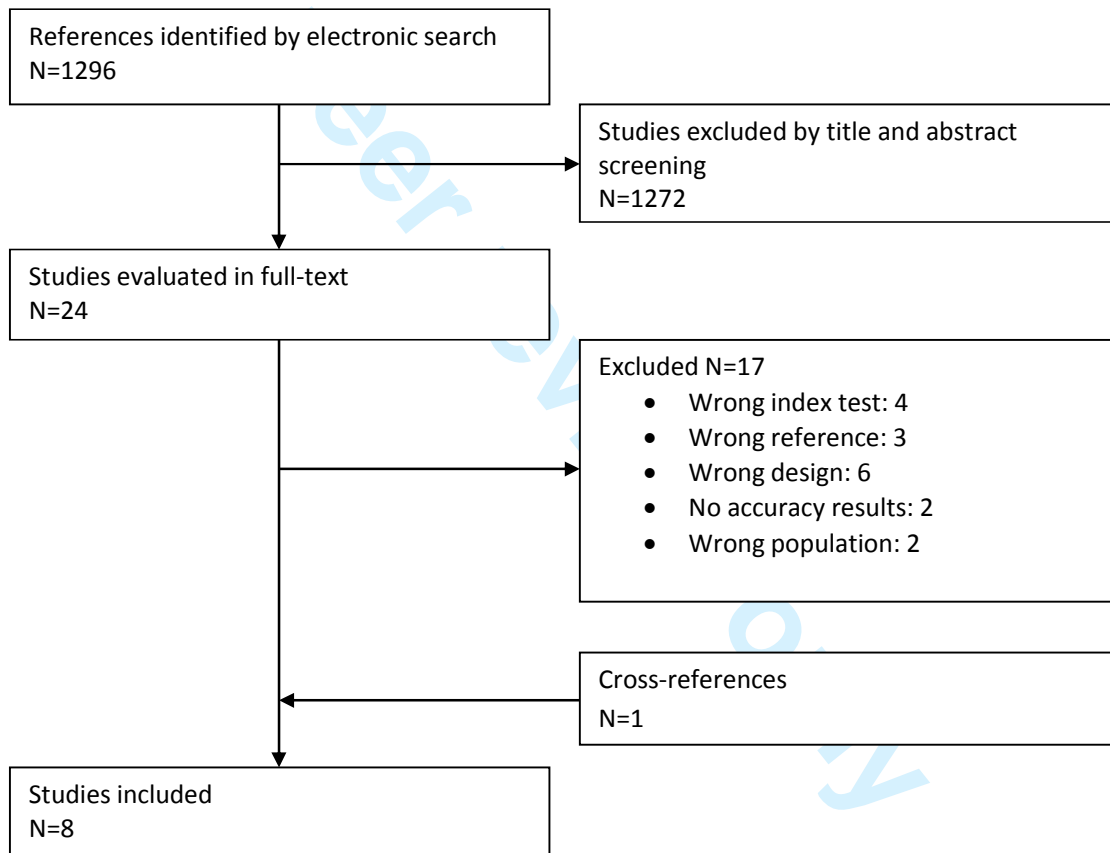 References identified by electronic search
N=1296
Studies excluded by title and abstract
screening
N=1272
Studies evaluated in full-text
N=24
Excluded N=17
• Wrong index test: 4
• Wrong reference: 3
• Wrong design: 6
• No accuracy results: 2
• Wrong population: 2
Cross-references
N=1
Studies included
N=8